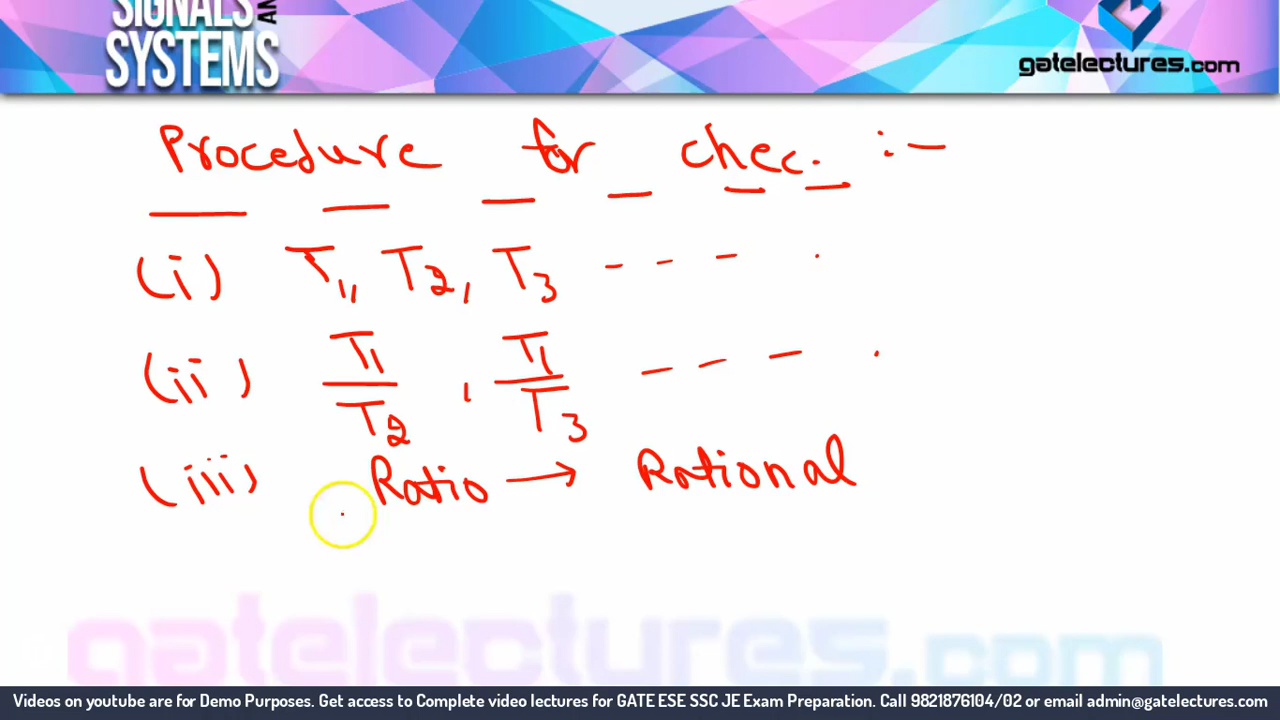 SIGNALS AND
SYSTEMS
gatelectures.com
Procedure for chec. :-
(i) T1, T2, T3 - - - .
(ii) T1/T2, T1/T3 - - - .
(iii) Ratio → Rational
gatelectures.com
Videos on youtube are for Demo Purposes. Get access to Complete video lectures for GATE ESE SSC JE Exam Preparation. Call 9821876104/02 or email admin@gatelectures.com